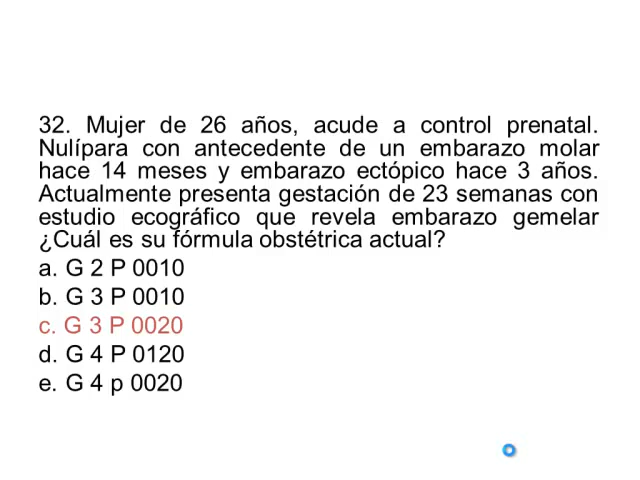 32. Mujer de 26 años, acude a control prenatal.
Nulípara con antecedente de un embarazo molar
hace 14 meses y embarazo ectópico hace 3 años.
Actualmente presenta gestación de 23 semanas con
estudio ecográfico que revela embarazo gemelar
¿Cuál es su fórmula obstétrica actual?
a. G 2 P 0010
b. G 3 P 0010
c. G 3 P 0020
d. G 4 P 0120
e. G 4 p 0020